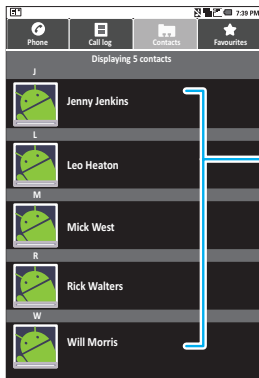 7:39 PM
Phone Call log Contacts Favourites
Displaying 5 contacts
J
Jenny Jenkins
L
Leo Heaton
M
Mick West
R
Rick Walters
W
Will Morris